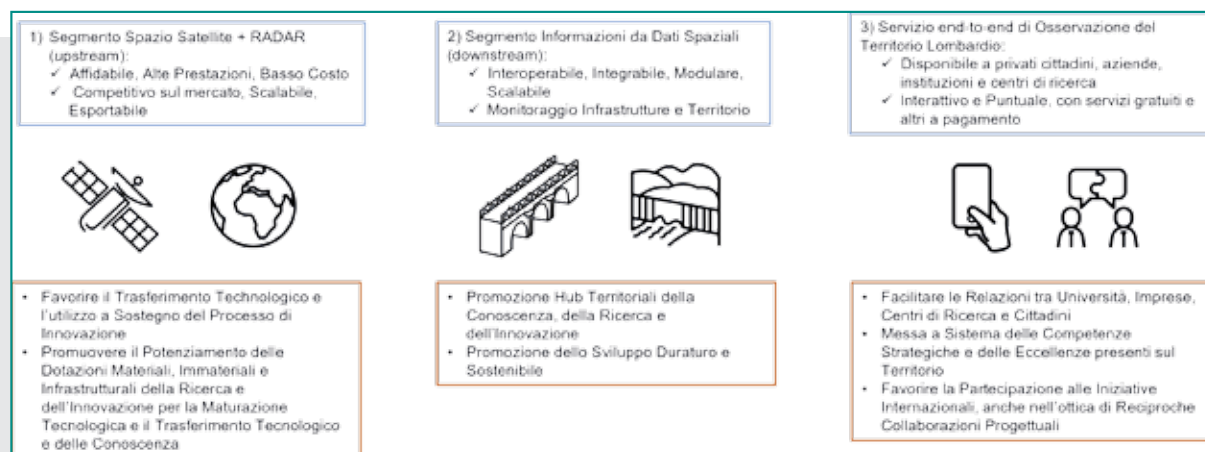 1) Segmento Spazio Satellite + RADAR
(upstream):
✓ Affidabile, Alte Prestazioni, Basso Costo
✓ Competitivo sul mercato, Scalabile,
Esportabile
2) Segmento Informazioni da Dati Spaziali
(downstream):
✓ Interoperabile, Integrabile, Modulare,
Scalabile
✓ Monitoraggio Infrastrutture e Territorio
3) Servizio end-to-end di Osservazione del
Territorio Lombardio:
✓ Disponibile a privati cittadini, aziende,
instituzioni e centri di ricerca
✓ Interattivo e Puntuale, con servizi gratuiti e
altri a pagamento
• Favorire il Trasferimento Technologico e
l'utilizzo a Sostegno del Processo di
Innovazione
• Promuovere il Potenziamento delle
Dotazioni Materiali, Immateriali e
Infrastrutturali della Ricerca e
dell'Innovazione per la Maturazione
Tecnologica e il Trasferimento Tecnologico
e delle Conoscenza
• Promozione Hub Territoriali della
Conoscenza, della Ricerca e
dell'Innovazione
• Promozione dello Sviluppo Duraturo e
Sostenibile
• Facilitare le Relazioni tra Università, Imprese,
Centri di Ricerca e Cittadini
• Messa a Sistema delle Competenze
Strategiche e delle Eccellenze presenti sul
Territorio
• Favorire la Partecipazione alle Iniziative
Internazionali, anche nell'ottica di Reciproche
Collaborazioni Progettuali